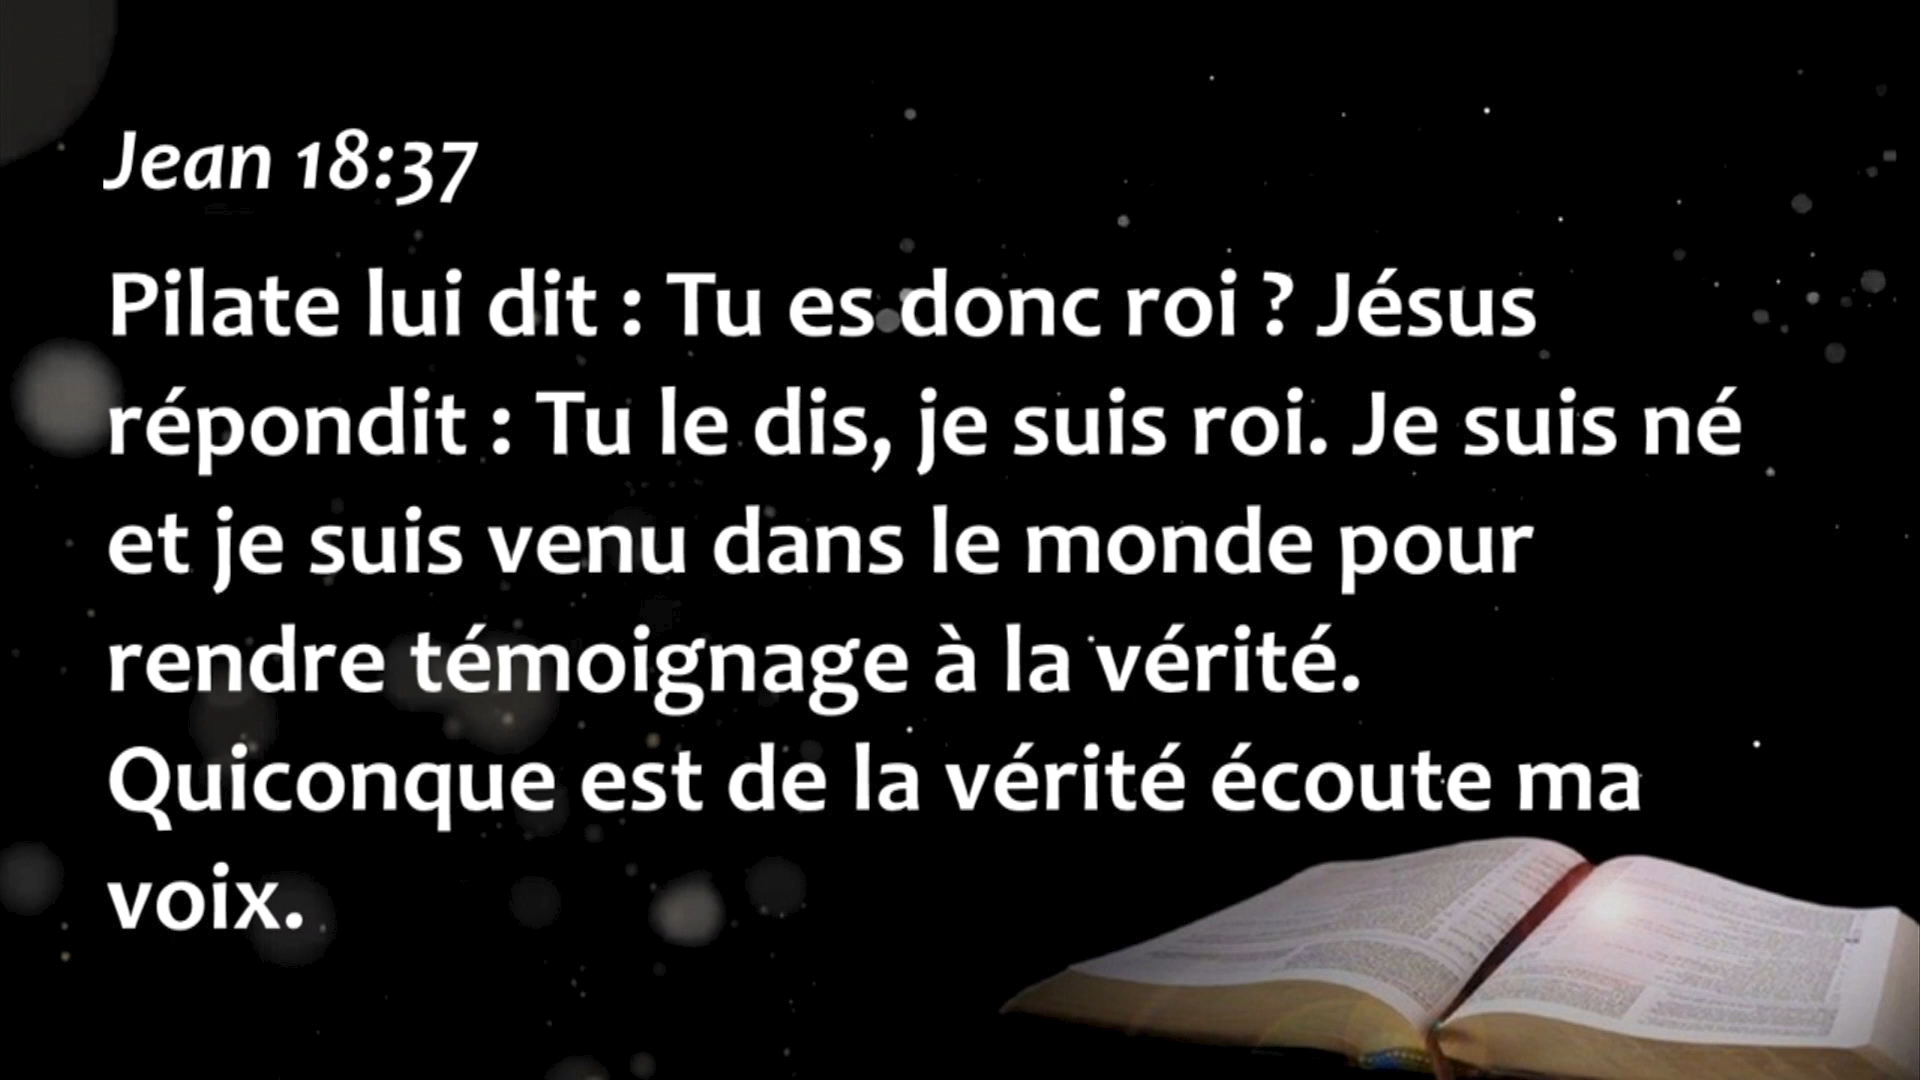 Jean 18:37
Pilate lui dit : Tu es donc roi ? Jésus
répondit : Tu le dis, je suis roi. Je suis né
et je suis venu dans le monde pour
rendre témoignage à la vérité.
Quiconque est de la vérité écoute ma
voix.